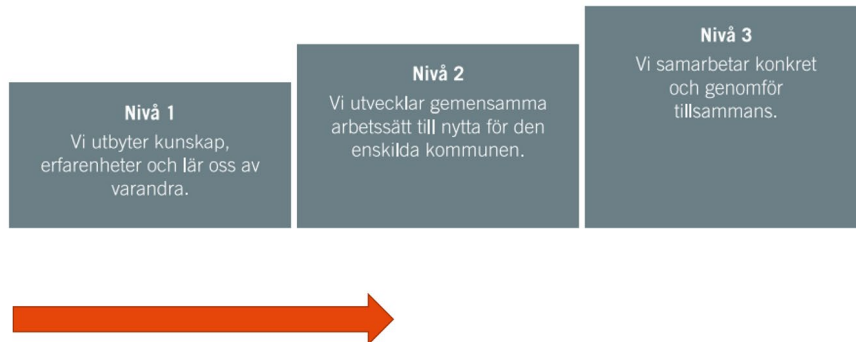 Nivå 1
Vi utbyter kunskap,
erfarenheter och lär oss av
varandra.
Nivå 2
Vi utvecklar gemensamma
arbetssätt till nytta för den
enskilda kommunen.
Nivå 3
Vi samarbetar konkret
och genomför
tillsammans.